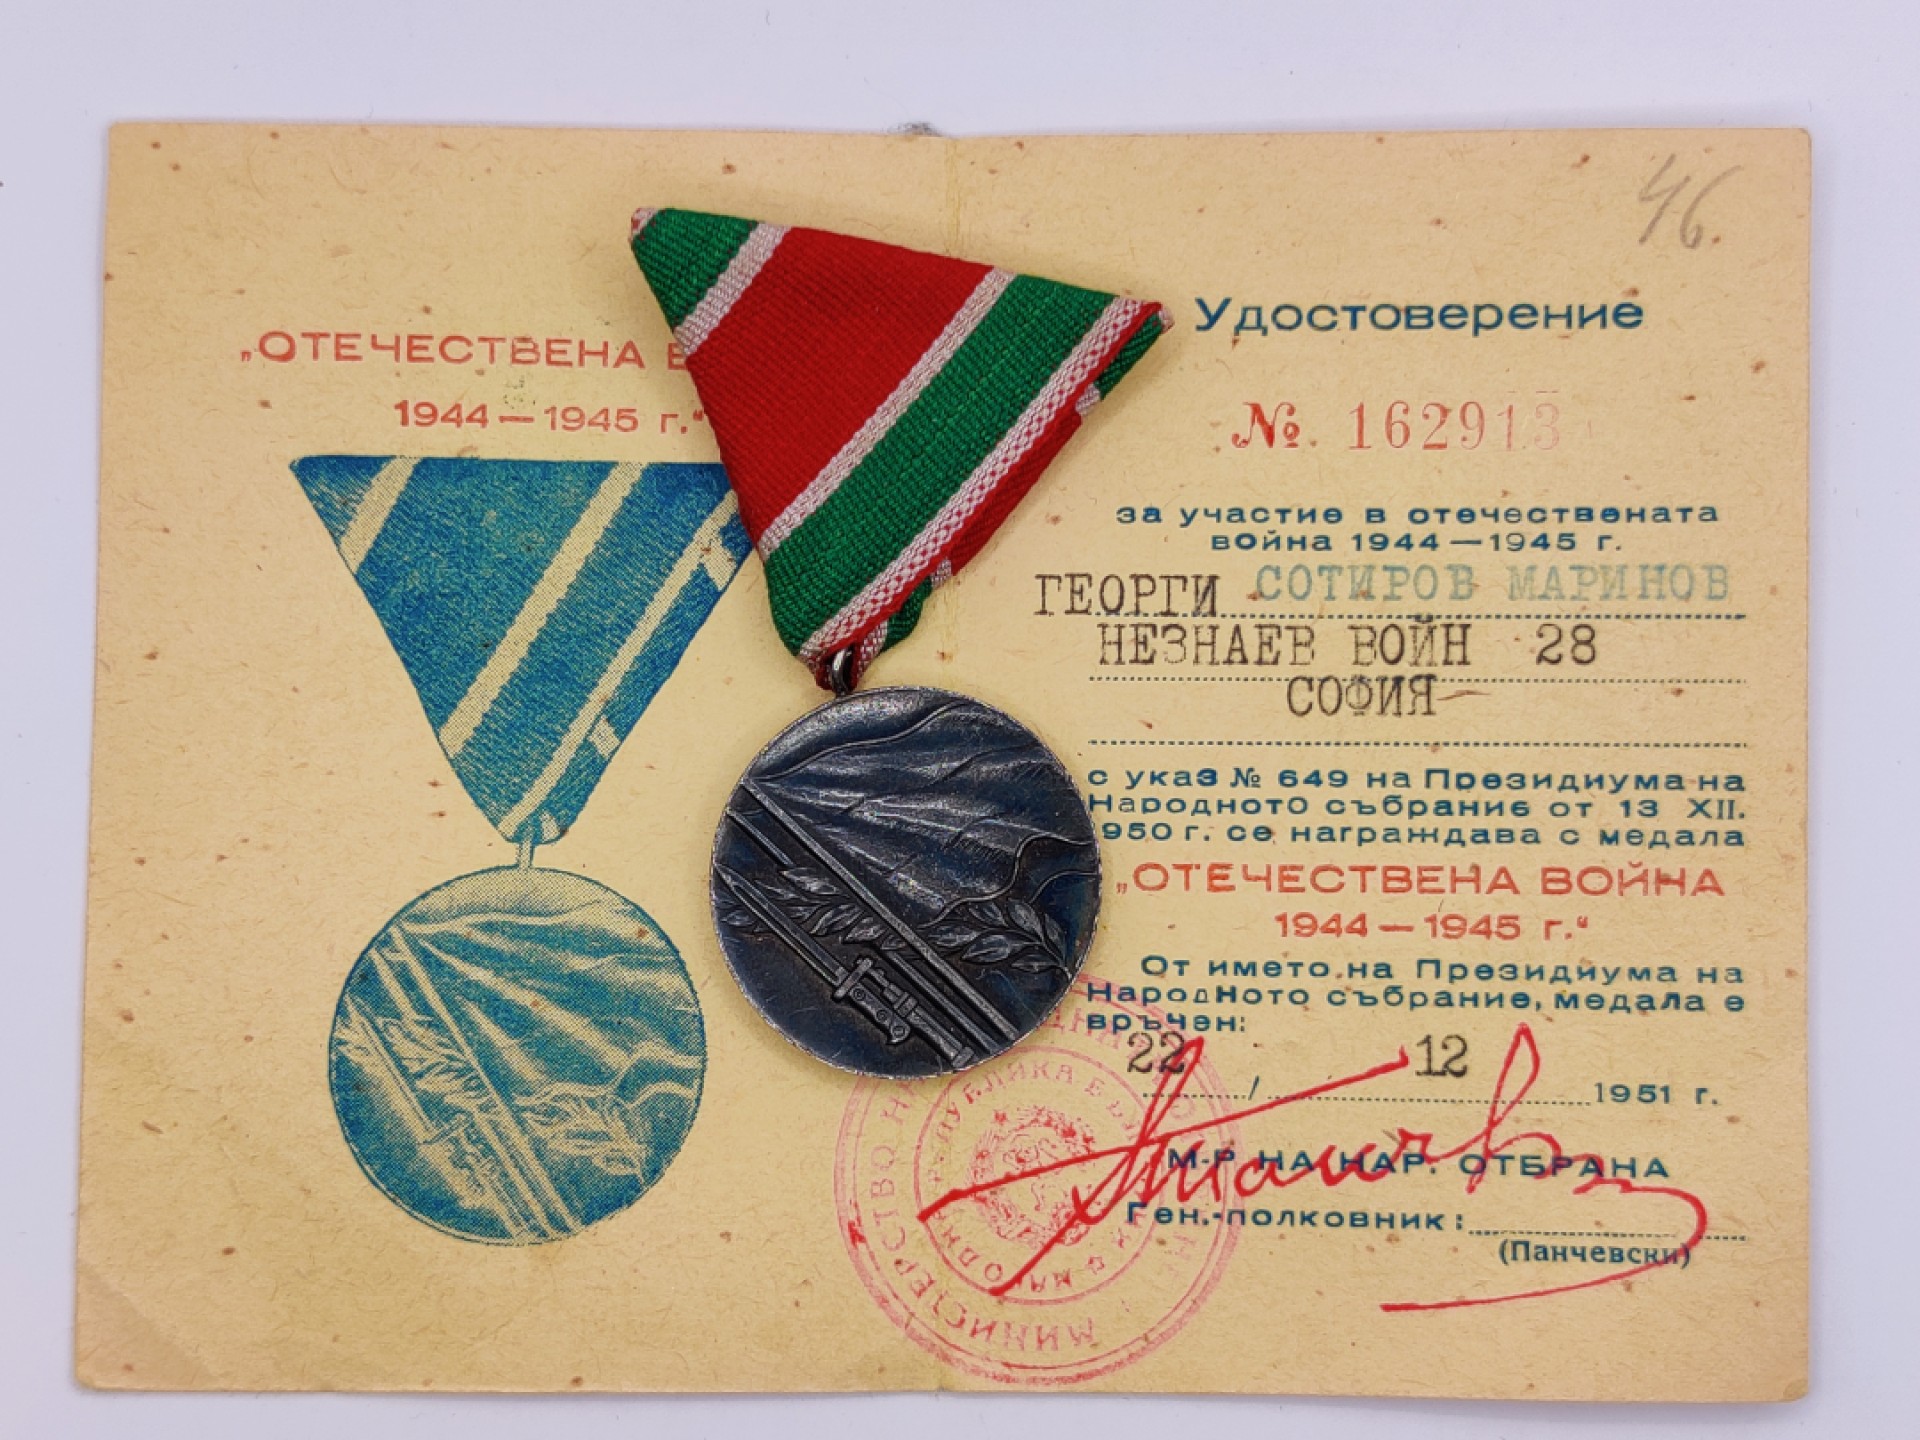 46.
„ОТЕЧЕСТВЕНА
1944 — 1945 г.“
Удостоверение
№. 162913
за участие в отечествената
война 1944 — 1945 г.
ГЕОРГИ СОТИРОВ МАРИНОВ
НЕЗНАЕВ ВОЙН 28
СОФИЯ
с указ № 649 на Президиума на
Народното събрание от 13 XII.
950 г. се награждава с медала
„ОТЕЧЕСТВЕНА ВОЙНА
1944 — 1945 г.“
От името на Президиума на
Народното събрание, медала е
връчен:
22 / 12 1951 г.
М-Р НА НАР. ОТБРАНА
Ген.-полковник:
(Панчевски)
МИНИСТЕРСТВО
НАРОДНА РЕПУБЛИКА